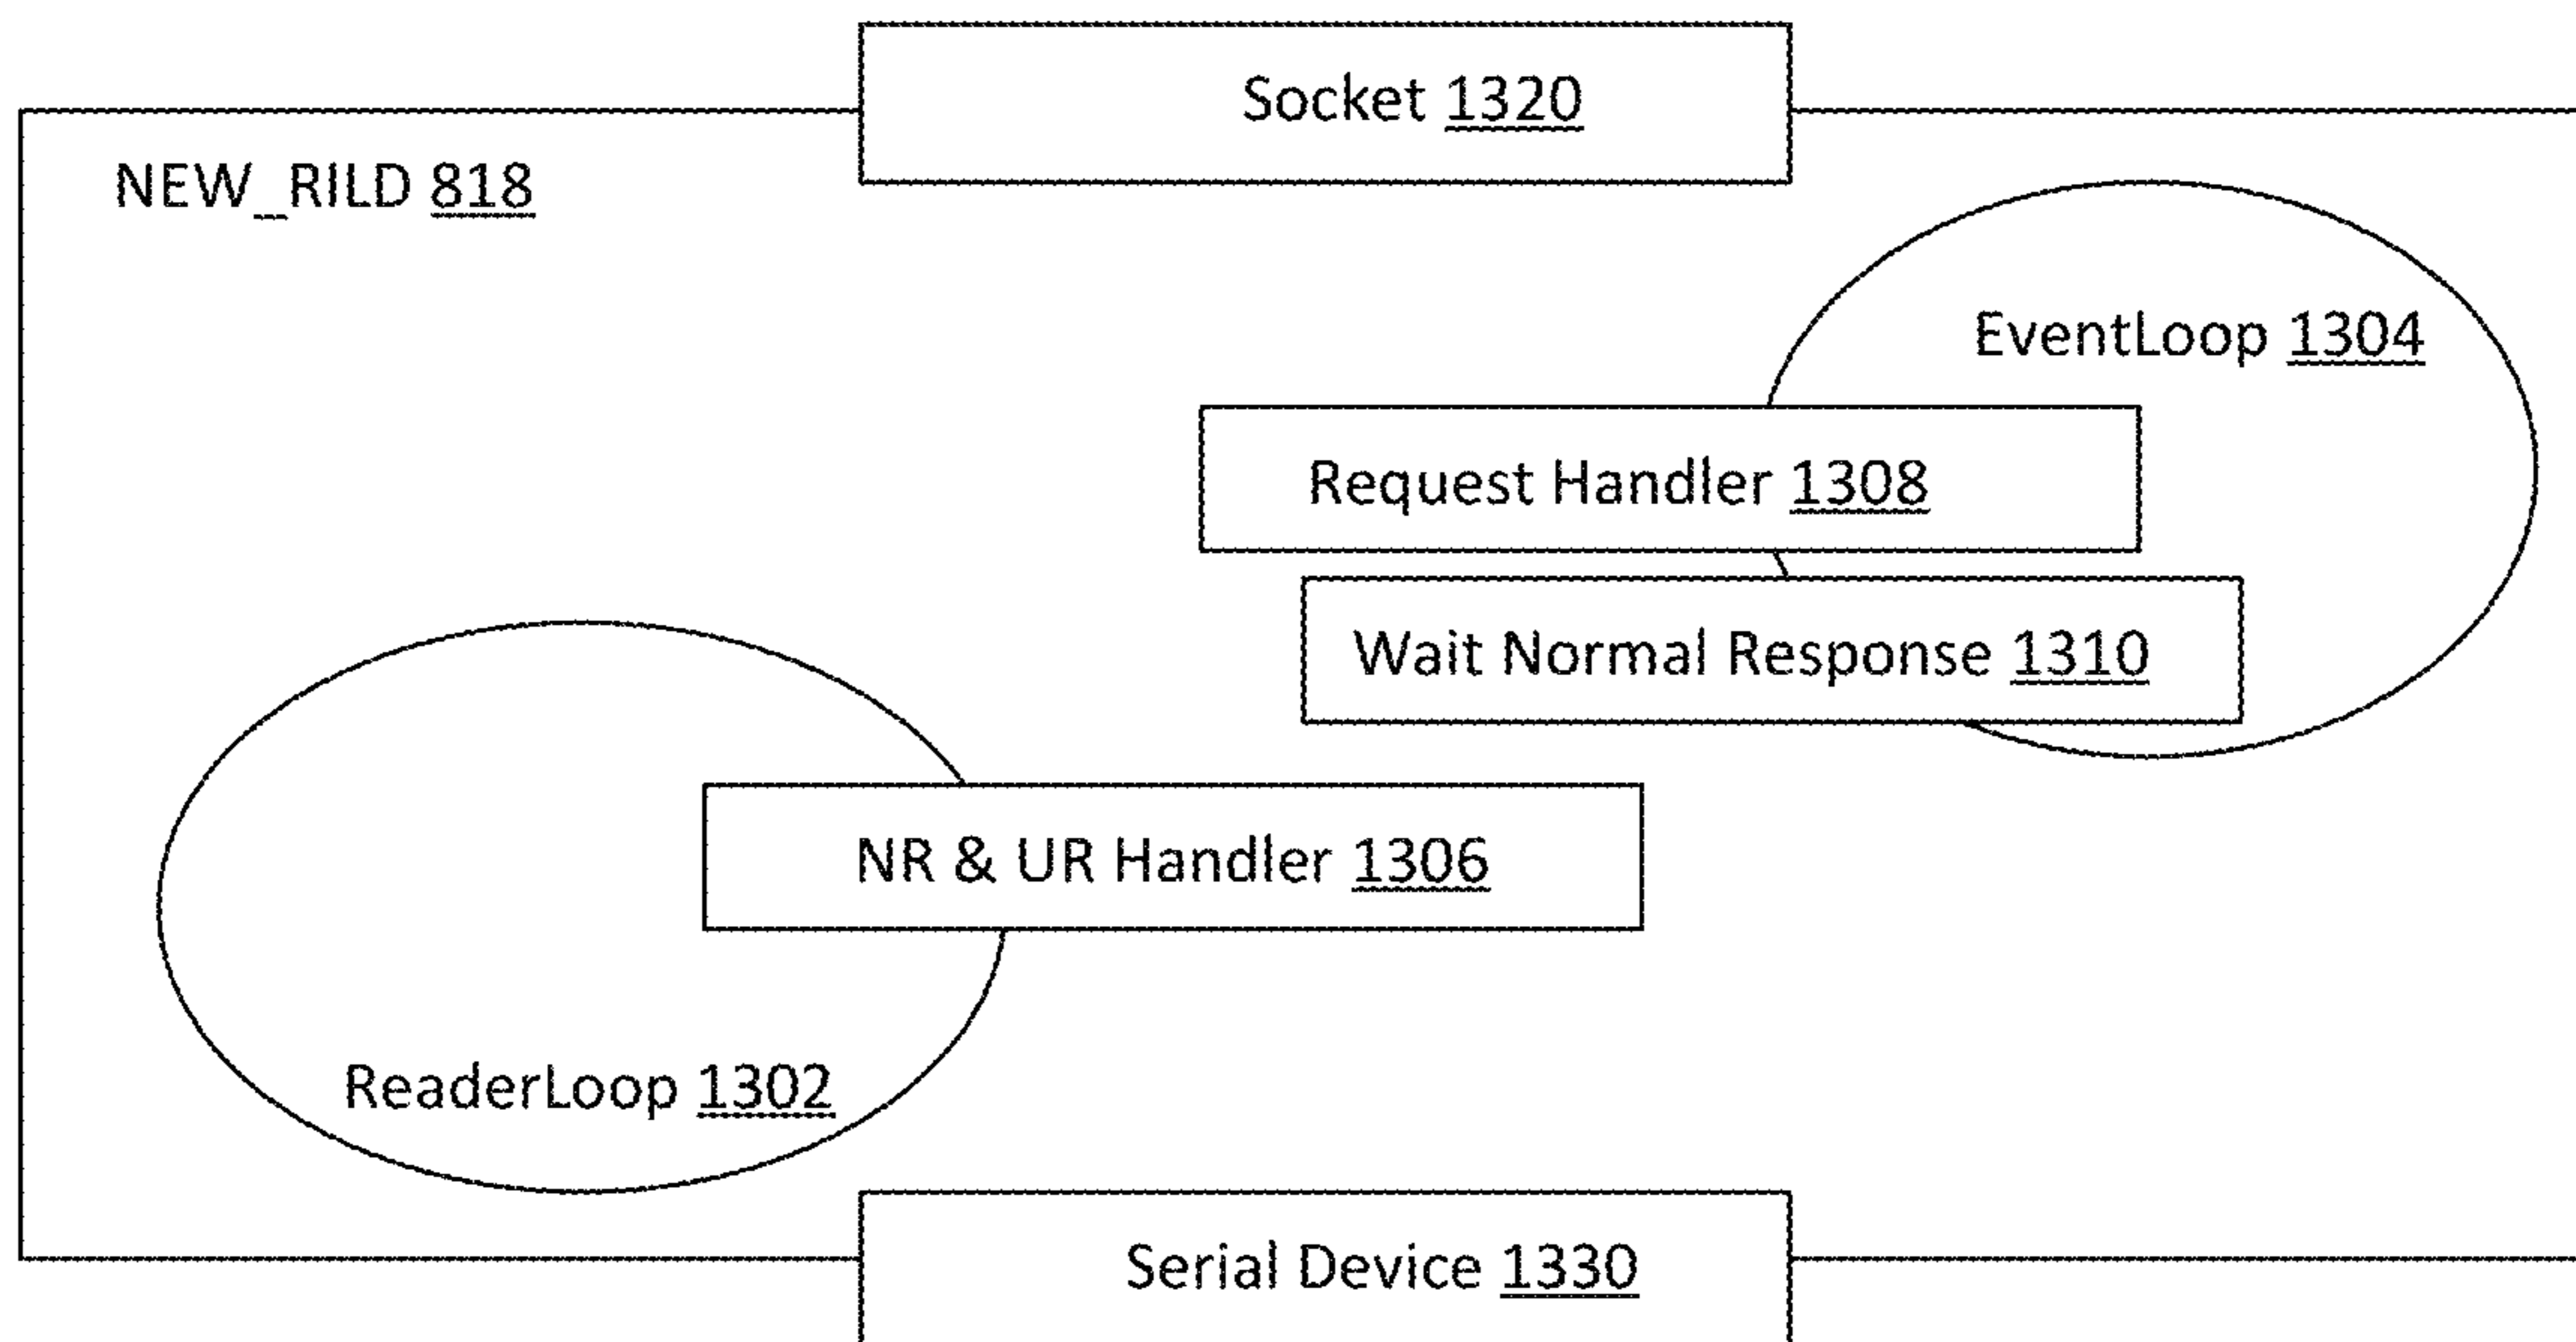 Socket 1320
NEW_RILD 818
EventLoop 1304
Request Handler 1308
Wait Normal Response 1310
NR & UR Handler 1306
ReaderLoop 1302
Serial Device 1330